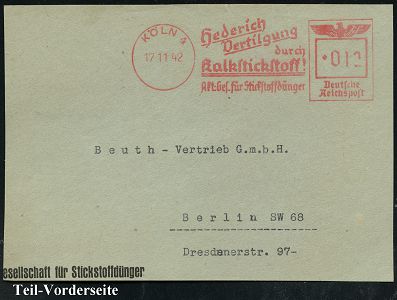 KÖLN 4
17.11.42
Hederich
Vertilgung
durch
Kalkstickstoff!
Akt.Ges. für Stickstoffdünger
012
Deutsche
Reichspost
Beuth-Vertrieb G.m.b.H.
Berlin SW 68
Dresdenerstr. 97-
esellschaft für Stickstoffdünger
Teil-Vorderseite